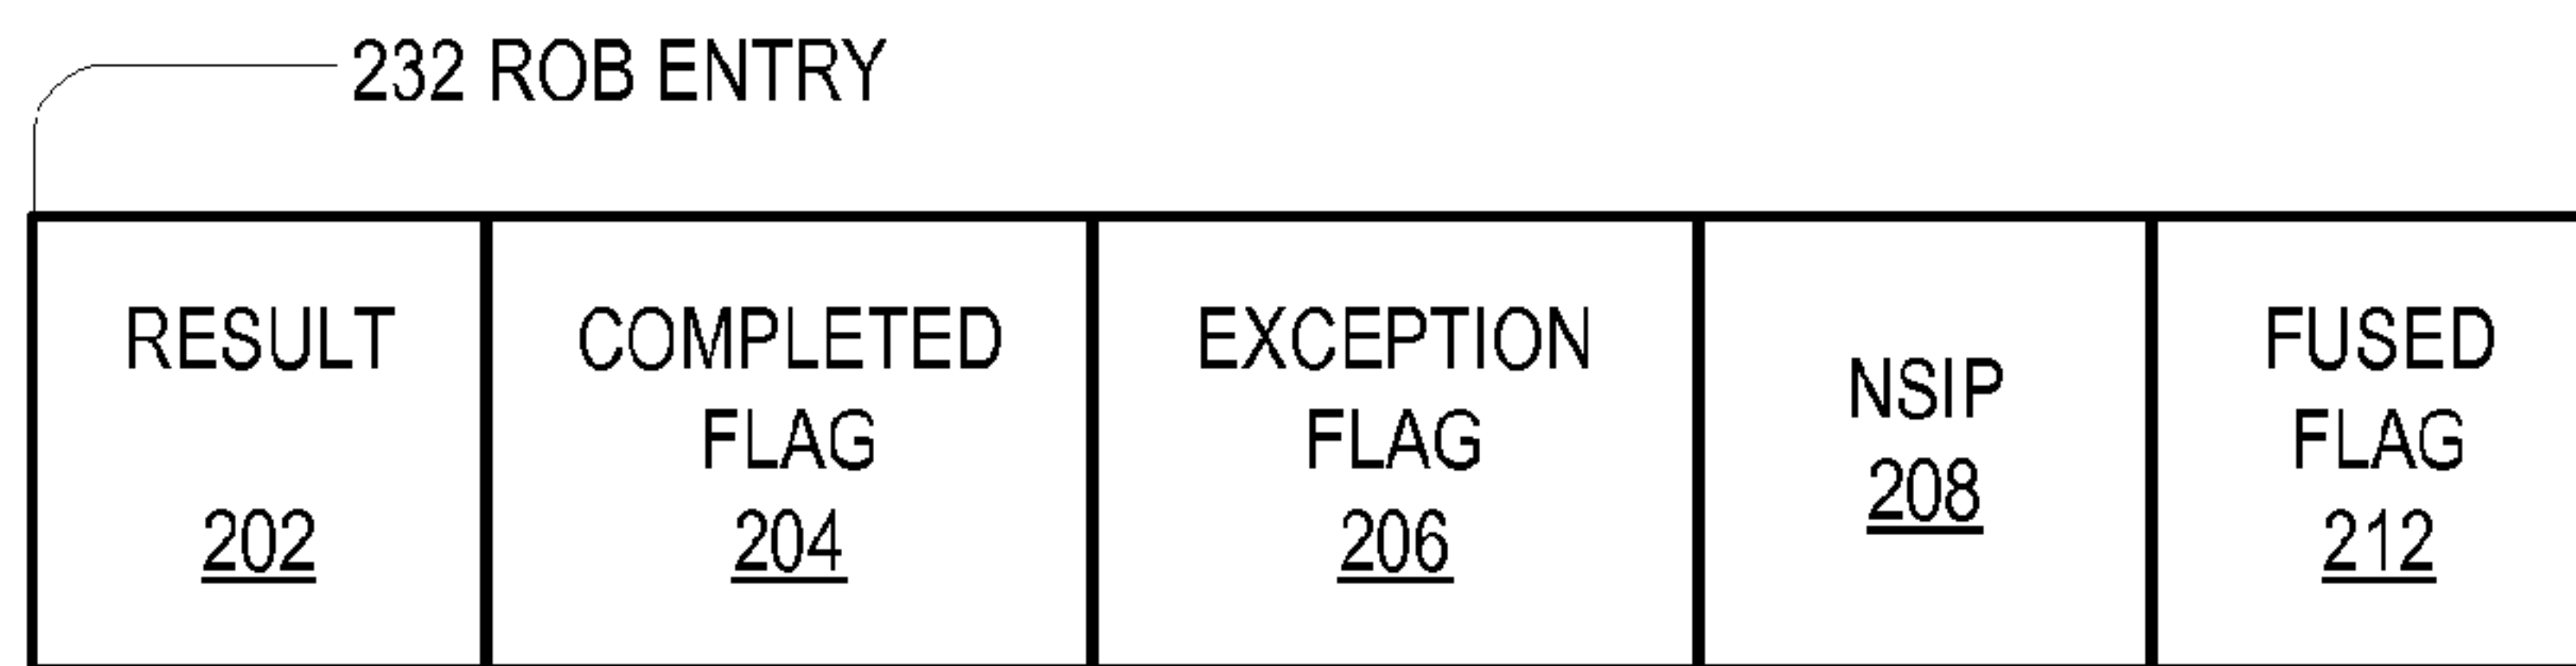 232 ROB ENTRY
RESULT
202
COMPLETED
FLAG
204
EXCEPTION
FLAG
206
NSIP
208
FUSED
FLAG
212